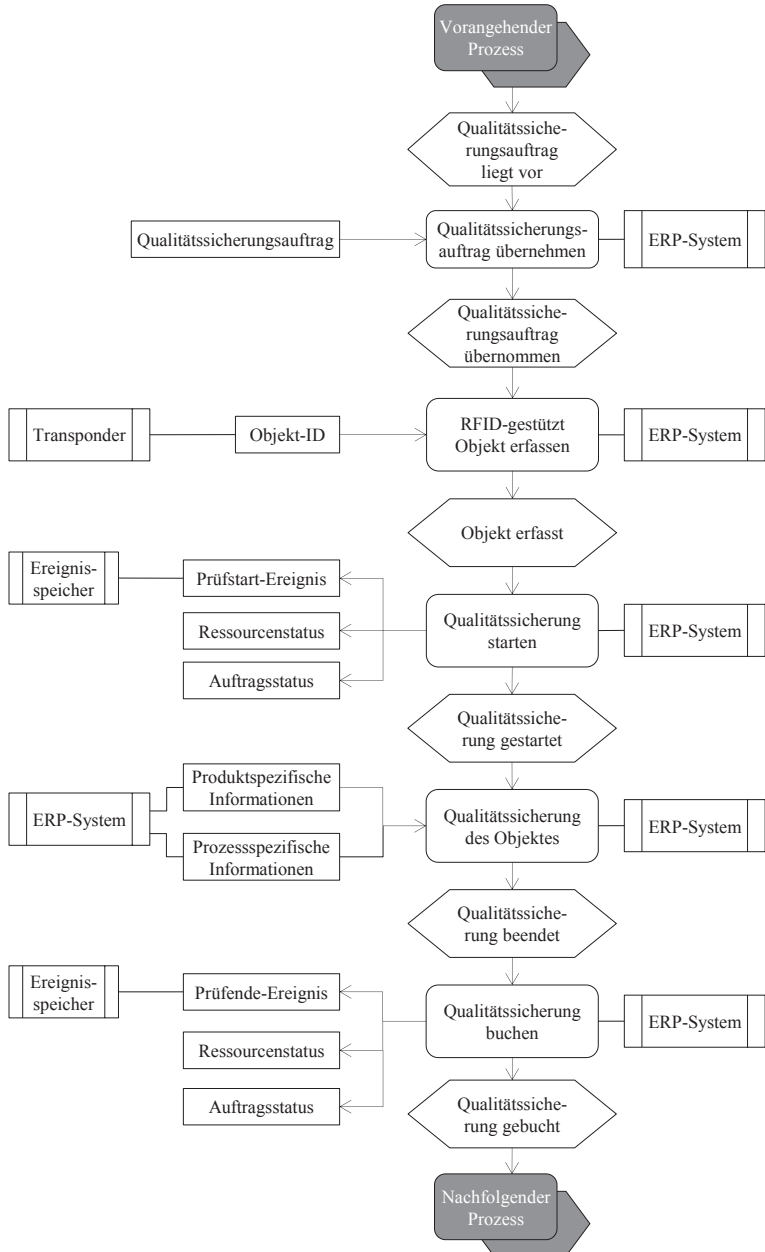 Vorangehender
Prozess
Qualitätssiche-
rungsauftrag
liegt vor
Qualitätssicherungsauftrag
Qualitätssicherungs-
auftrag übernehmen
ERP-System
Qualitätssiche-
rungsauftrag
übernommen
Transponder
Objekt-ID
RFID-gestützt
Objekt erfassen
ERP-System
Objekt erfasst
Ereignis-
speicher
Prüfstart-Ereignis
Ressourcenstatus
Auftragsstatus
Qualitätssicherung
starten
ERP-System
Qualitätssiche-
rung gestartet
ERP-System
Produktspezifische
Informationen
Prozessspezifische
Informationen
Qualitätssicherung
des Objektes
ERP-System
Qualitätssiche-
rung beendet
Ereignis-
speicher
Prüfende-Ereignis
Ressourcenstatus
Auftragsstatus
Qualitätssicherung
buchen
ERP-System
Qualitätssiche-
rung gebucht
Nachfolgender
Prozess